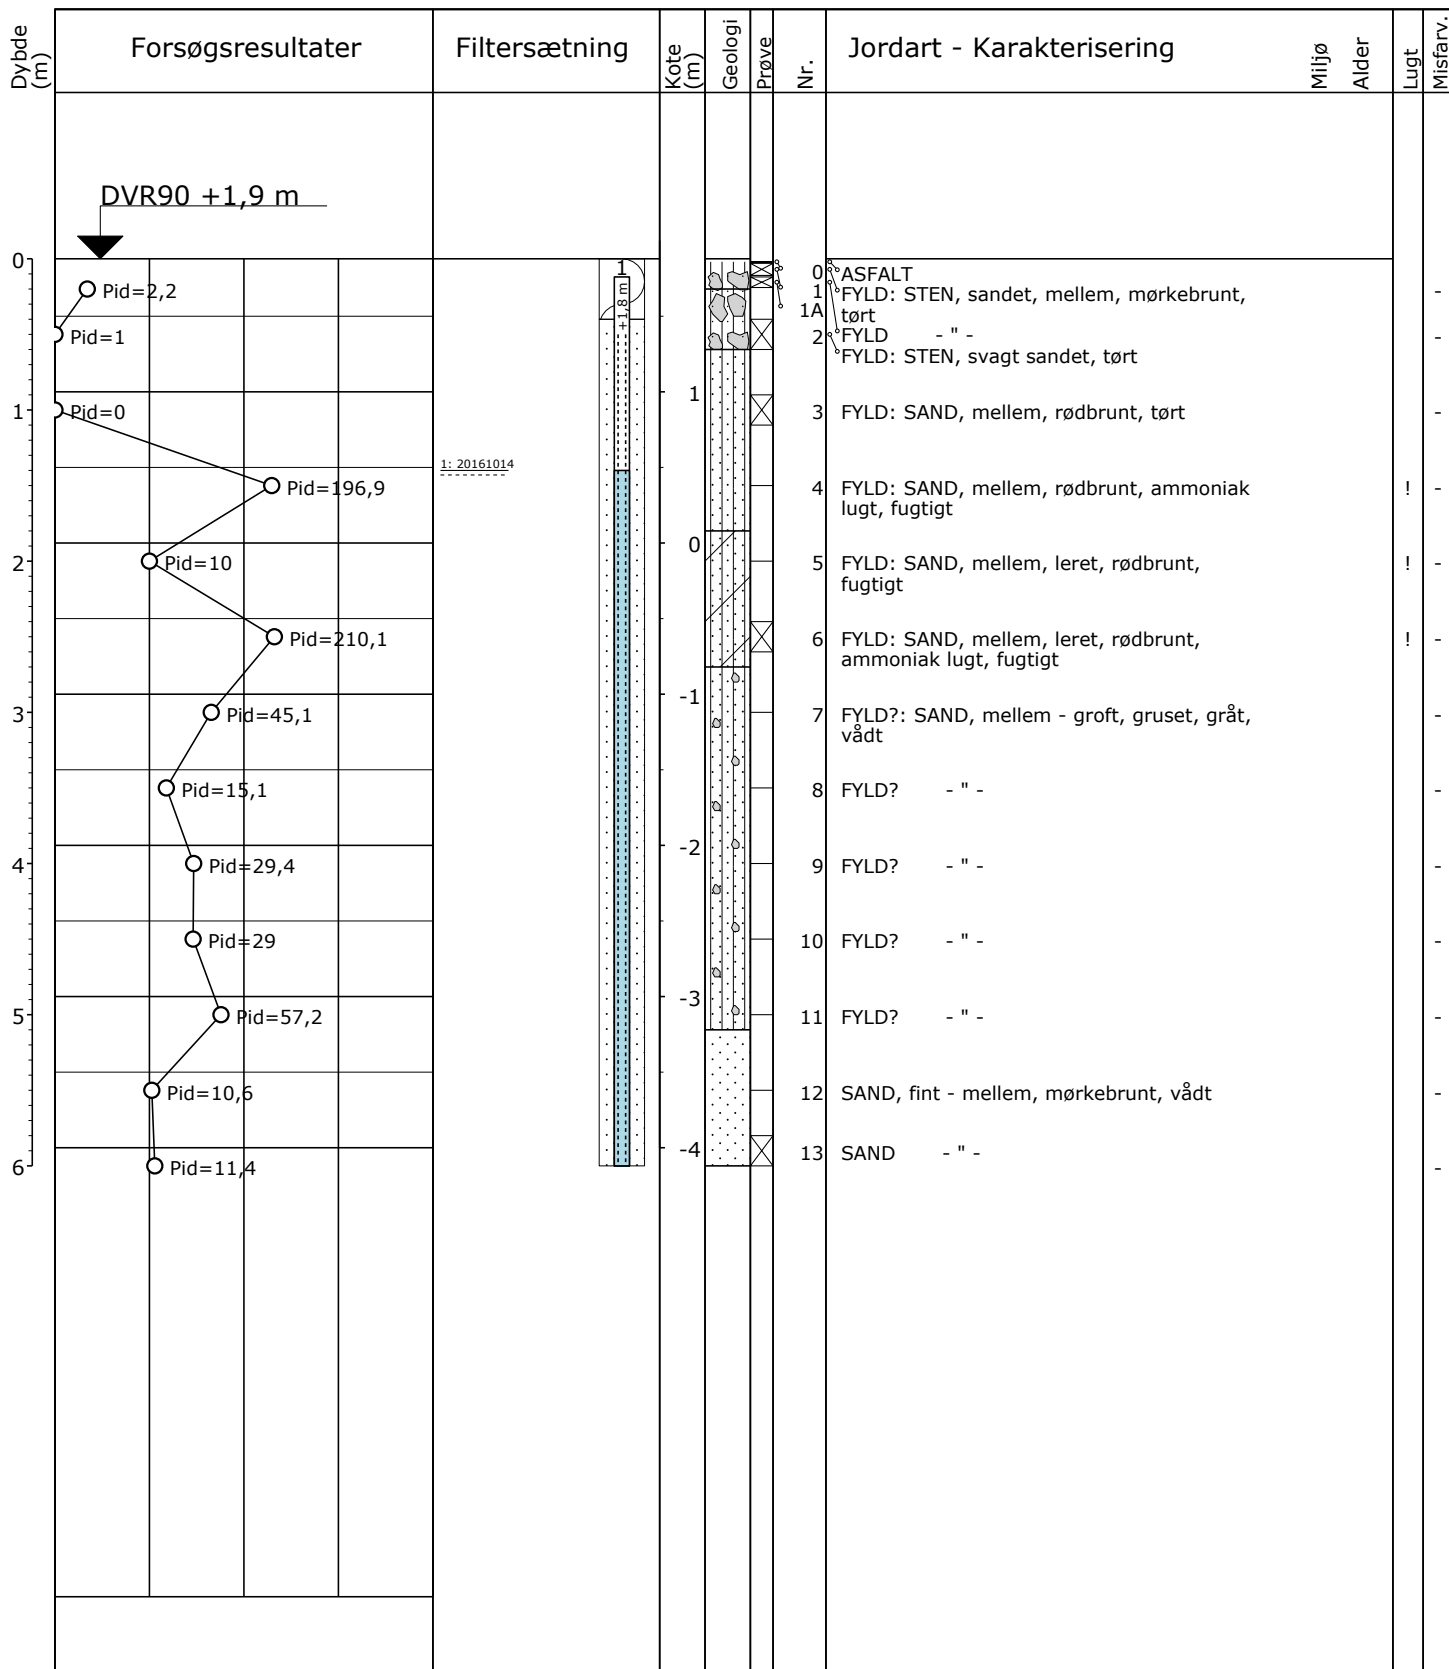 Dybde (m)
Forsøgsresultater
Filtersætning
Kote (m)
Geologi
Prøve
Nr.
Jordart - Karakterisering
Miljø
Alder
Lugt
Misfarv.
DVR90 +1,9 m
0
1
2
3
4
5
6
Pid=2,2
Pid=1
Pid=0
Pid=196,9
Pid=10
Pid=210,1
Pid=45,1
Pid=15,1
Pid=29,4
Pid=29
Pid=57,2
Pid=10,6
Pid=11,4
1: 20161014
1
+1,8 m
1
0
-1
-2
-3
-4
0 ASFALT
1 FYLD: STEN, sandet, mellem, mørkebrunt, -
tørt
1A FYLD - " -
2 FYLD: STEN, svagt sandet, tørt -
3 FYLD: SAND, mellem, rødbrunt, tørt -
4 FYLD: SAND, mellem, rødbrunt, ammoniak ! -
lugt, fugtigt
5 FYLD: SAND, mellem, leret, rødbrunt, ! -
fugtigt
6 FYLD: SAND, mellem, leret, rødbrunt, ! -
ammoniak lugt, fugtigt
7 FYLD?: SAND, mellem - groft, gruset, gråt, -
vådt
8 FYLD? - " - -
9 FYLD? - " - -
10 FYLD? - " - -
11 FYLD? - " - -
12 SAND, fint - mellem, mørkebrunt, vådt -
13 SAND - " - -